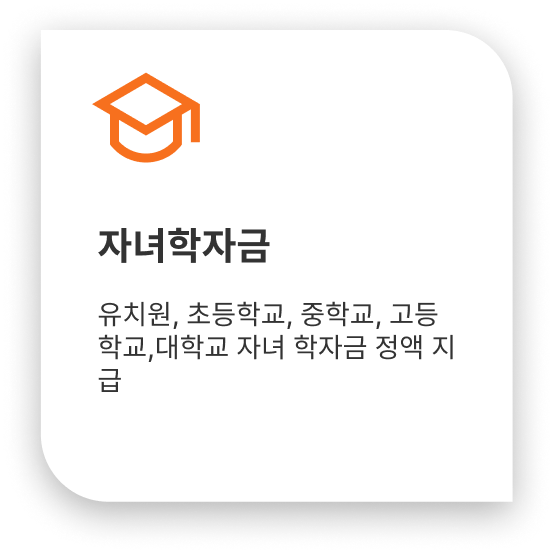 자녀학자금
유치원, 초등학교, 중학교, 고등
학교,대학교 자녀 학자금 정액 지
급